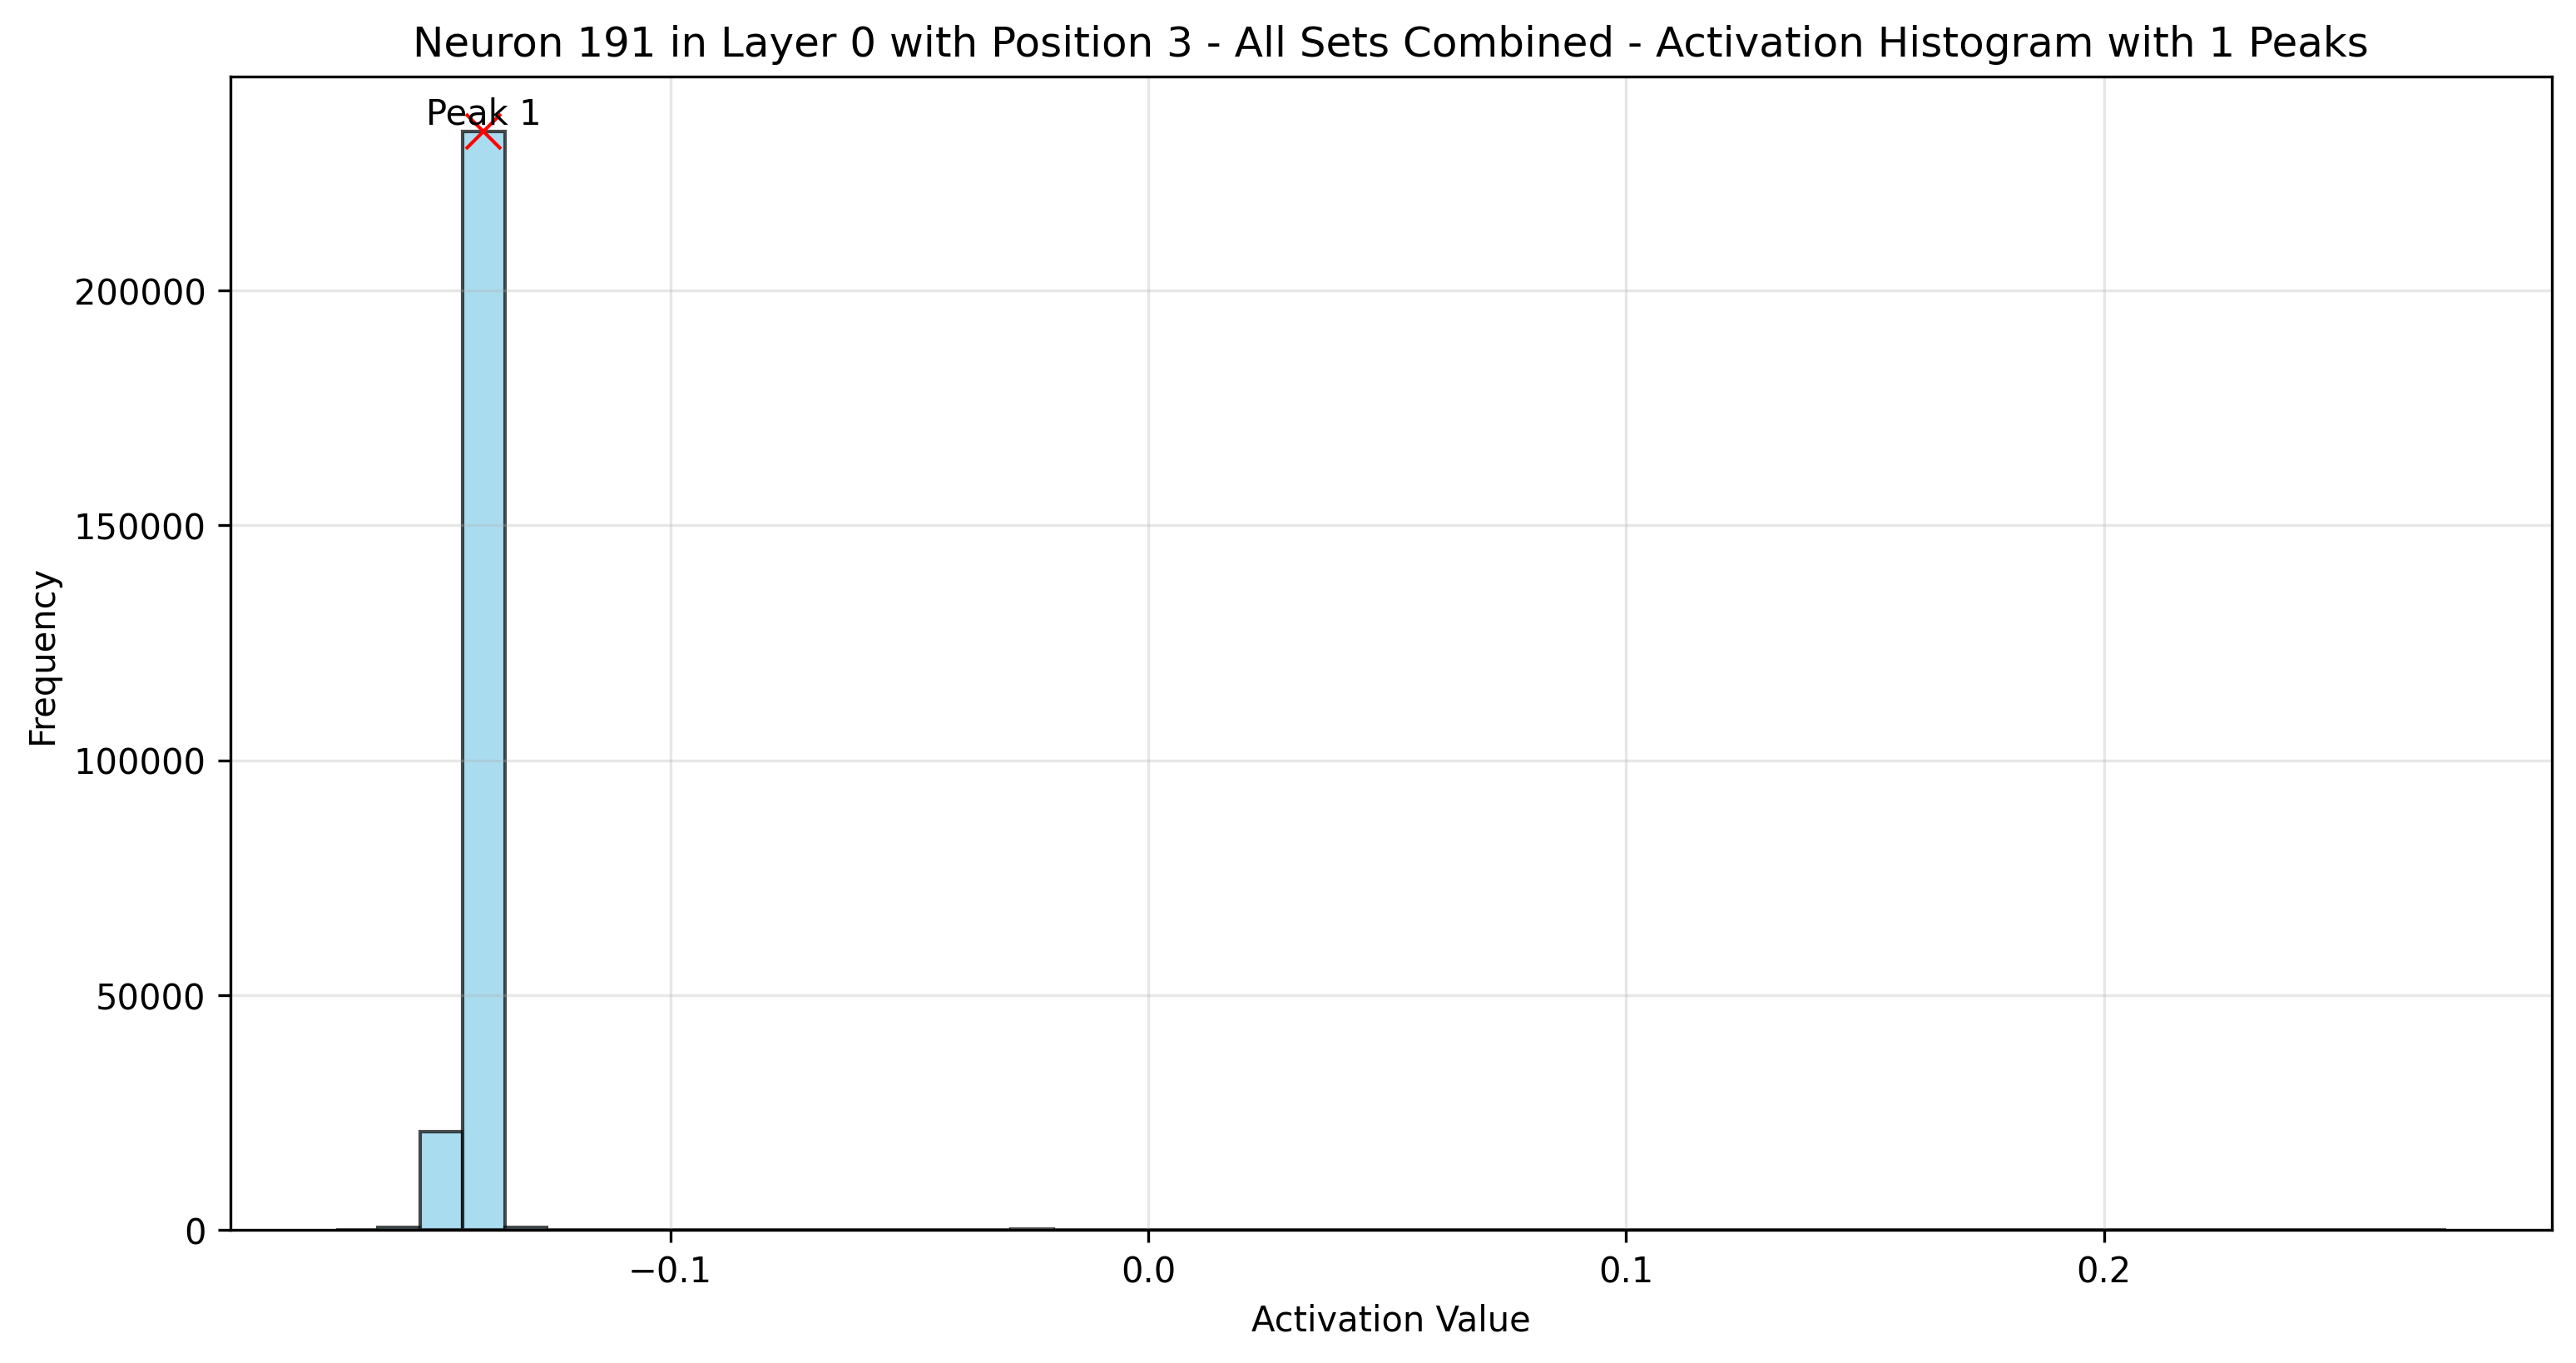 Neuron 191 in Layer 0 with Position 3 - All Sets Combined - Activation Histogram with 1 Peaks
Peak 1
200000
150000
100000
50000
0
Frequency
−0.1
0.0
0.1
0.2
Activation Value